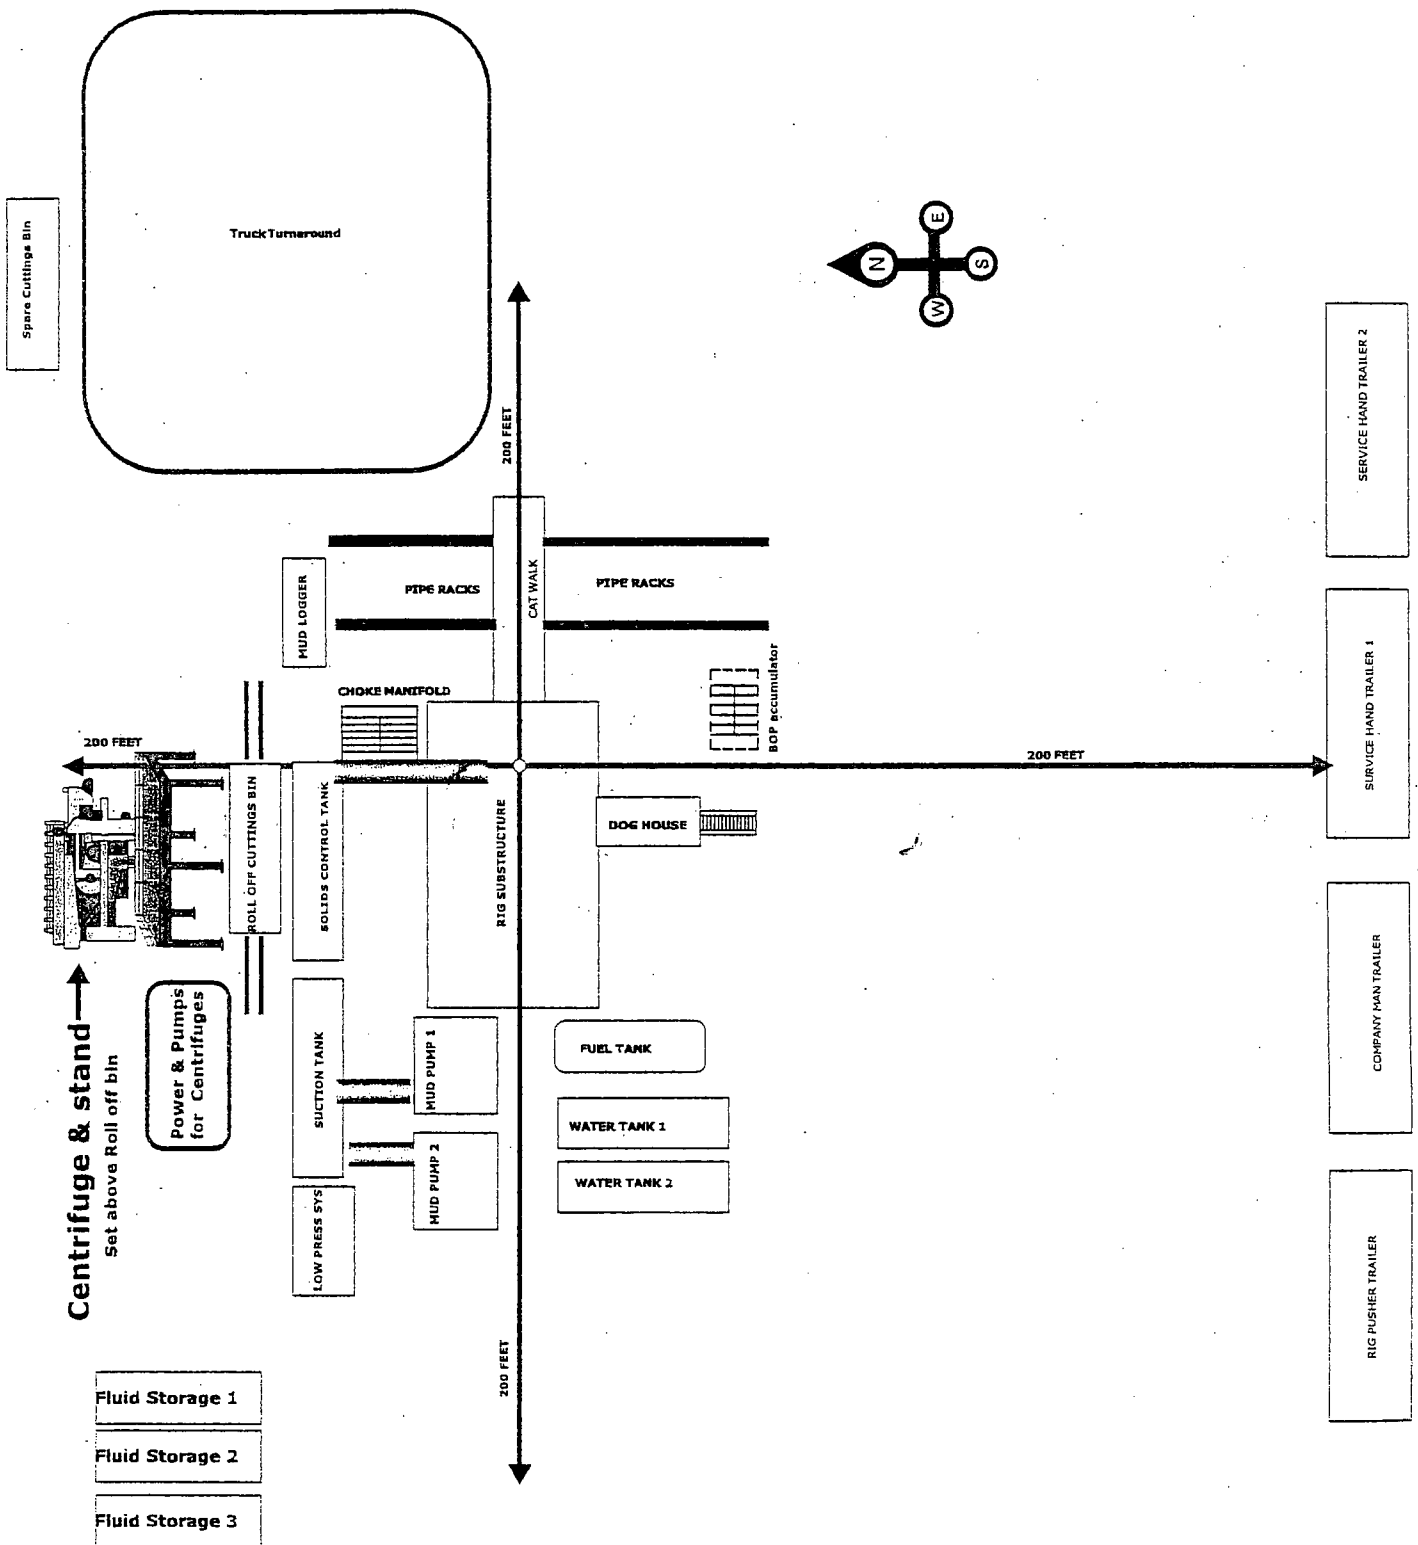 Spare Cuttings Bin
Truck Turnaround
N
E
S
W
200 FEET
SERVICE HAND TRAILER 2
MUD LOGGER
PIPE RACKS
CAT WALK
PIPE RACKS
CHOKE MANIFOLD
BOP accumulator
200 FEET
200 FEET
SURVICE HAND TRAILER 1
ROLL OFF CUTTINGS BIN
SOLIDS CONTROL TANK
RIG SUBSTRUCTURE
DOG HOUSE
Centrifuge & stand
Set above Roll off bin
Power & Pumps
for Centrifuges
SUCTION TANK
MUD PUMP 1
FUEL TANK
COMPANY MAN TRAILER
WATER TANK 1
MUD PUMP 2
WATER TANK 2
LOW PRESS SYS
RIG PUSHER TRAILER
200 FEET
Fluid Storage 1
Fluid Storage 2
Fluid Storage 3